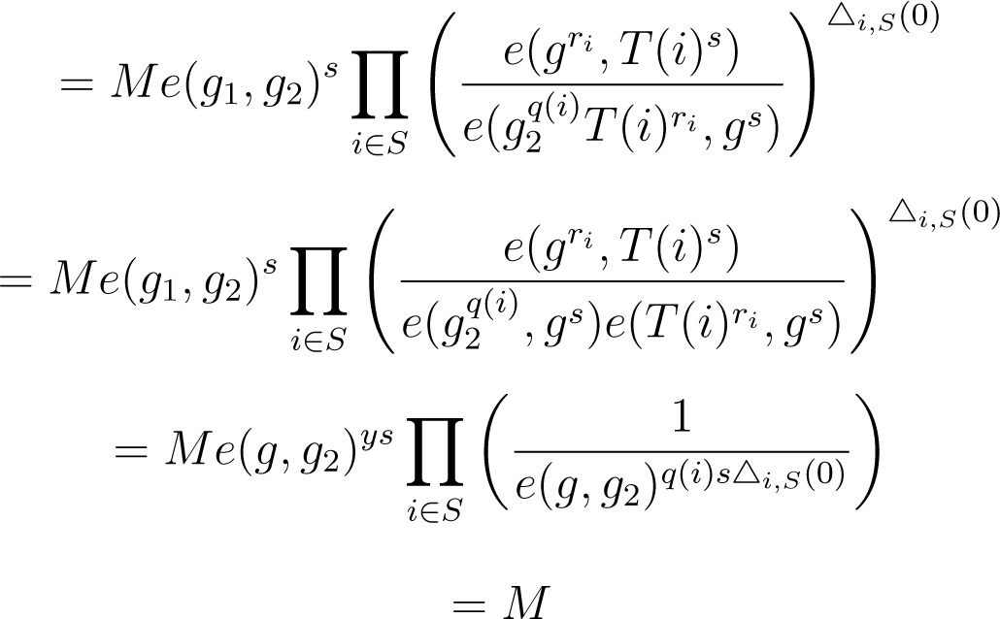 $= Me(g_1, g_2)^s \prod_{i \in S} \left( \frac{e(g^{r_i}, T(i)^s)}{e(g_2^{q(i)} T(i)^{r_i}, g^s)} \right)^{\triangle_{i,S}(0)}$
$= Me(g_1, g_2)^s \prod_{i \in S} \left( \frac{e(g^{r_i}, T(i)^s)}{e(g_2^{q(i)}, g^s) e(T(i)^{r_i}, g^s)} \right)^{\triangle_{i,S}(0)}$
$= Me(g, g_2)^{ys} \prod_{i \in S} \left( \frac{1}{e(g, g_2)^{q(i) s \triangle_{i,S}(0)}} \right)$
$= M$